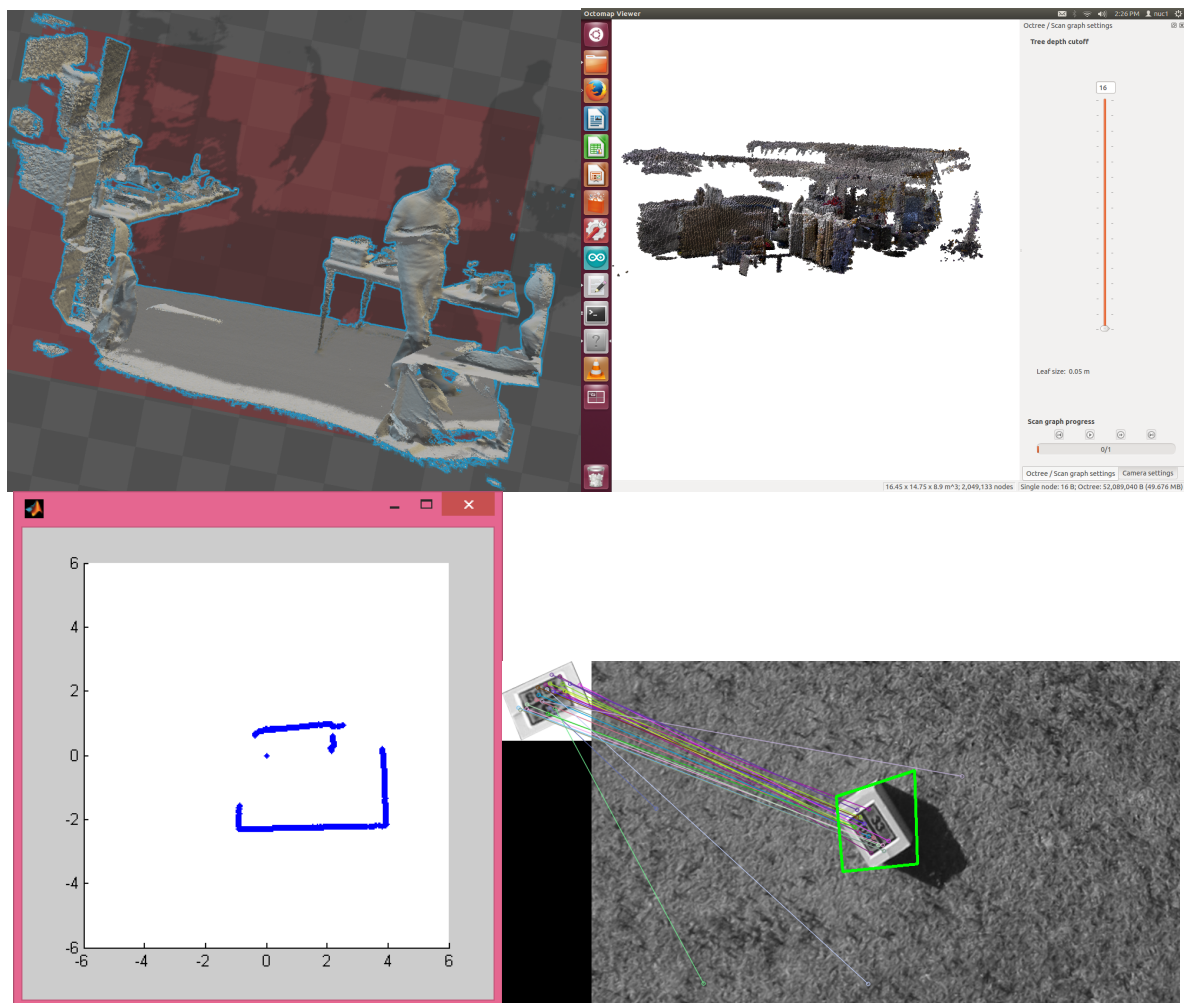 Octomap Viewer
2:26 PM nuc1
Octree / Scan graph settings
Tree depth cutoff
16
Leaf size: 0.05 m
Scan graph progress
0/1
Octree / Scan graph settings Camera settings
16.45 x 14.75 x 8.9 m^3; 2,049,133 nodes Single node: 16 B; Octree: 52,089,040 B (49.676 MB)
6
4
2
0
-2
-4
-6
-6 -4 -2 0 2 4 6